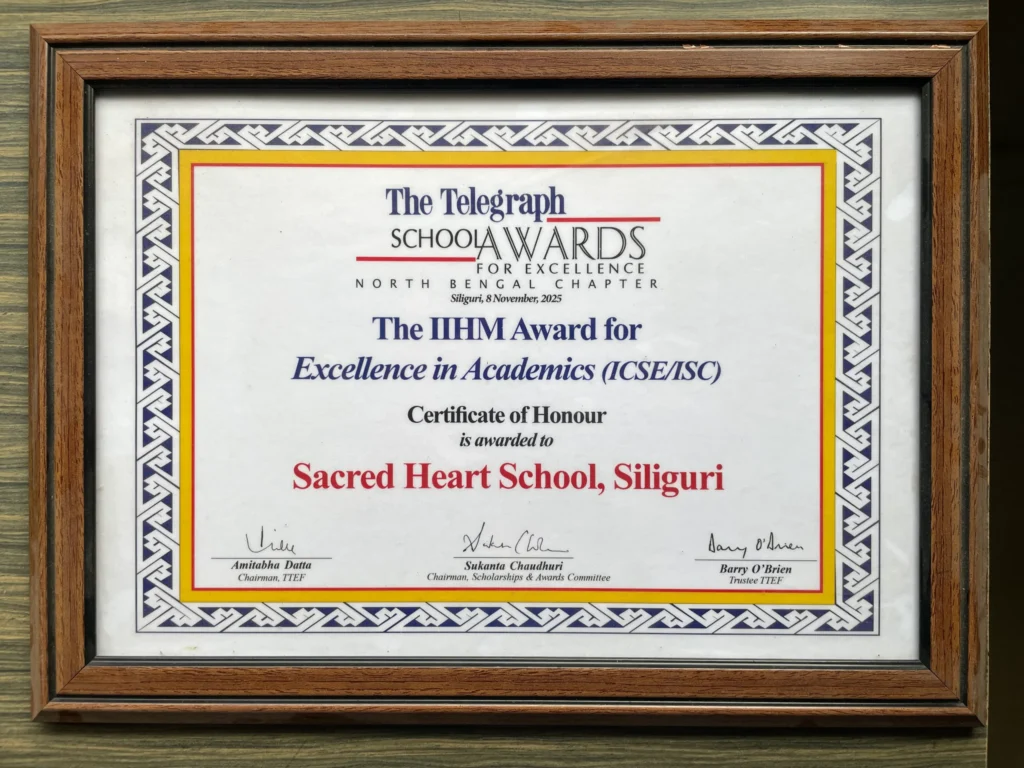 The Telegraph
SCHOOL AWARDS
FOR EXCELLENCE
NORTH BENGAL CHAPTER
Siliguri, 8 November, 2025
The IIHM Award for
Excellence in Academics (ICSE/ISC)
Certificate of Honour
is awarded to
Sacred Heart School, Siliguri
Barry O'Brien
Amitabha Datta
Chairman, TTEF
Sukanta Chaudhuri
Chairman, Scholarships & Awards Committee
Barry O'Brien
Trustee TTEF